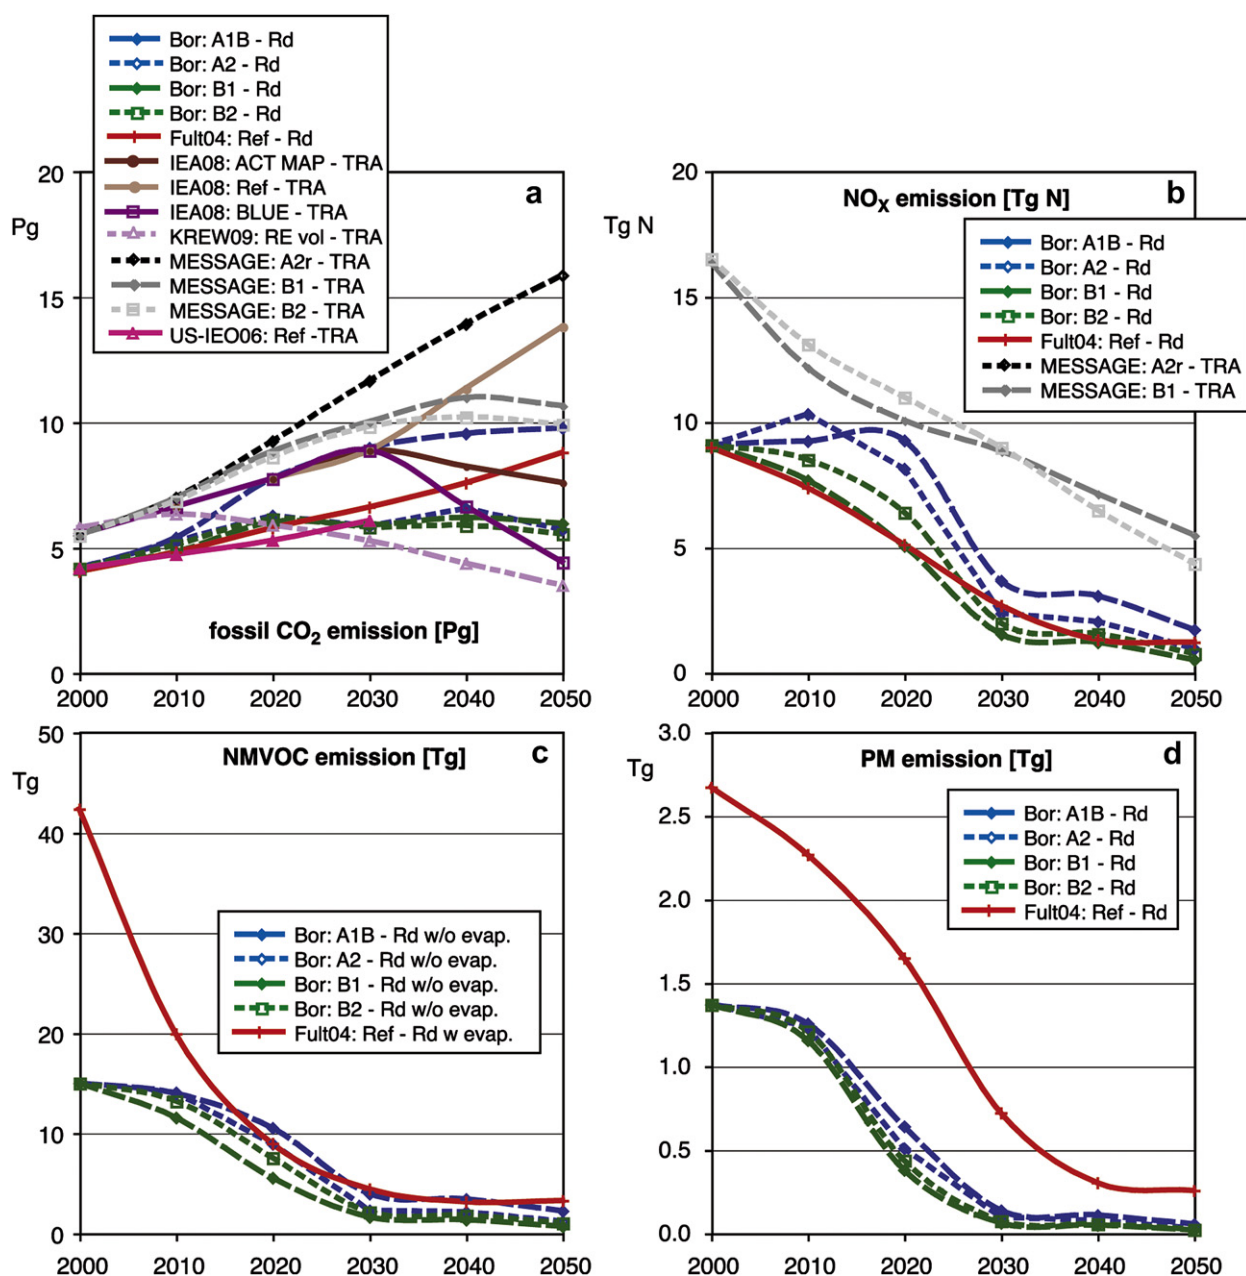 Bor: A1B - Rd
Bor: A2 - Rd
Bor: B1 - Rd
Bor: B2 - Rd
Fult04: Ref - Rd
IEA08: ACT MAP - TRA
IEA08: Ref - TRA
IEA08: BLUE - TRA
KREW09: RE vol - TRA
MESSAGE: A2r - TRA
MESSAGE: B1 - TRA
MESSAGE: B2 - TRA
US-IEO06: Ref -TRA
a
Pg
20
15
10
5
0
fossil CO₂ emission [Pg]
2000 2010 2020 2030 2040 2050
b
NOX emission [Tg N]
Tg N
20
15
10
5
0
Bor: A1B - Rd
Bor: A2 - Rd
Bor: B1 - Rd
Bor: B2 - Rd
Fult04: Ref - Rd
MESSAGE: A2r - TRA
MESSAGE: B1 - TRA
2000 2010 2020 2030 2040 2050
NMVOC emission [Tg]
c
Tg
50
40
30
20
10
0
Bor: A1B - Rd w/o evap.
Bor: A2 - Rd w/o evap.
Bor: B1 - Rd w/o evap.
Bor: B2 - Rd w/o evap.
Fult04: Ref - Rd w evap.
2000 2010 2020 2030 2040 2050
PM emission [Tg]
d
Tg
3.0
2.5
2.0
1.5
1.0
0.5
0.0
Bor: A1B - Rd
Bor: A2 - Rd
Bor: B1 - Rd
Bor: B2 - Rd
Fult04: Ref - Rd
2000 2010 2020 2030 2040 2050